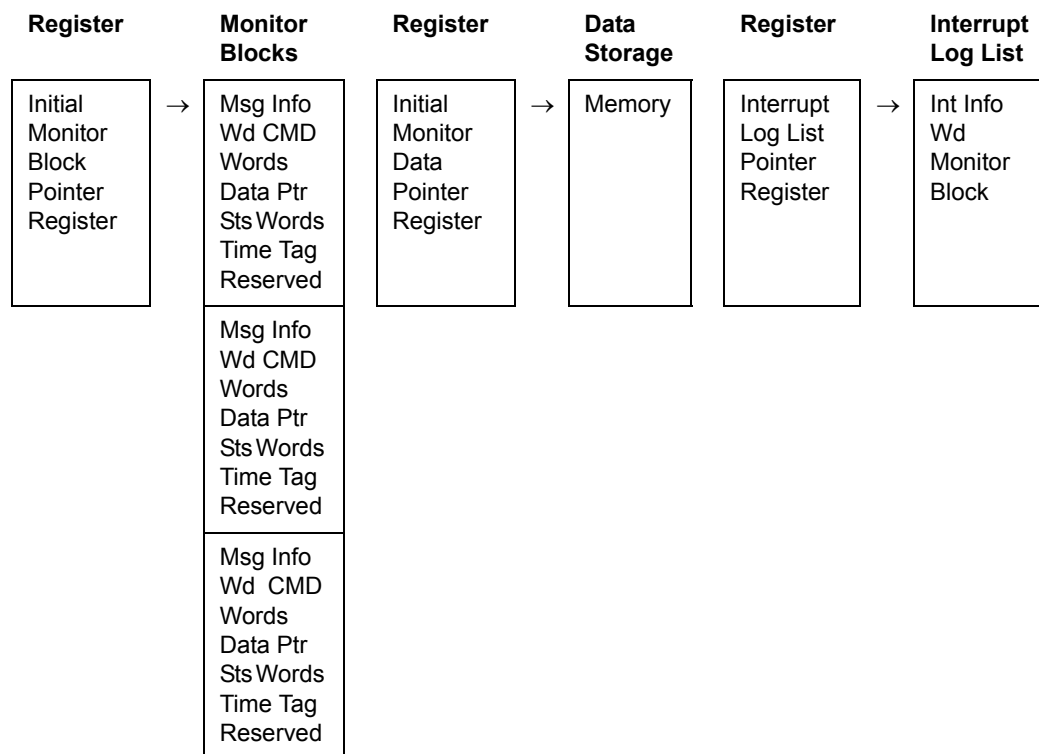 Register
Monitor
Blocks
Register
Data
Storage
Register
Interrupt
Log List
Initial
Monitor
Block
Pointer
Register
→
Msg Info
Wd CMD
Words
Data Ptr
Sts Words
Time Tag
Reserved
Msg Info
Wd CMD
Words
Data Ptr
Sts Words
Time Tag
Reserved
Msg Info
Wd CMD
Words
Data Ptr
Sts Words
Time Tag
Reserved
Initial
Monitor
Data
Pointer
Register
→
Memory
Interrupt
Log List
Pointer
Register
→
Int Info
Wd
Monitor
Block